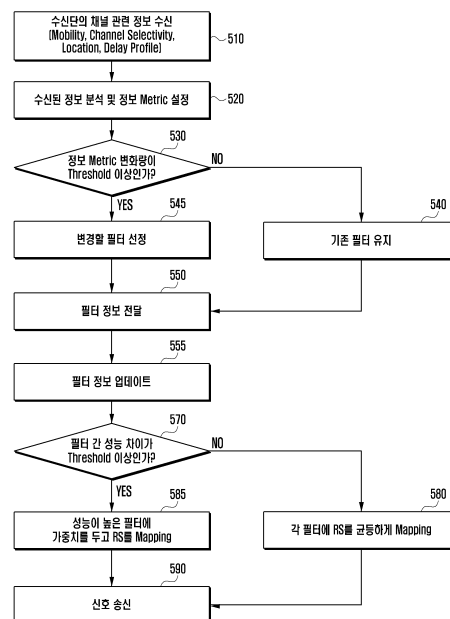 수신단의 채널 관련 정보 수신
(Mobility, Channel Selectivity,
Location, Delay Profile)
510
수신된 정보 분석 및 정보 Metric 설정
520
530
정보 Metric 변화량이
Threshold 이상인가?
NO
YES
545
변경할 필터 선정
540
기존 필터 유지
550
필터 정보 전달
555
필터 정보 업데이트
570
필터 간 성능 차이가
Threshold 이상인가?
NO
YES
585
성능이 높은 필터에
가중치를 두고 RS를 Mapping
580
각 필터에 RS를 균등하게 Mapping
590
신호 송신